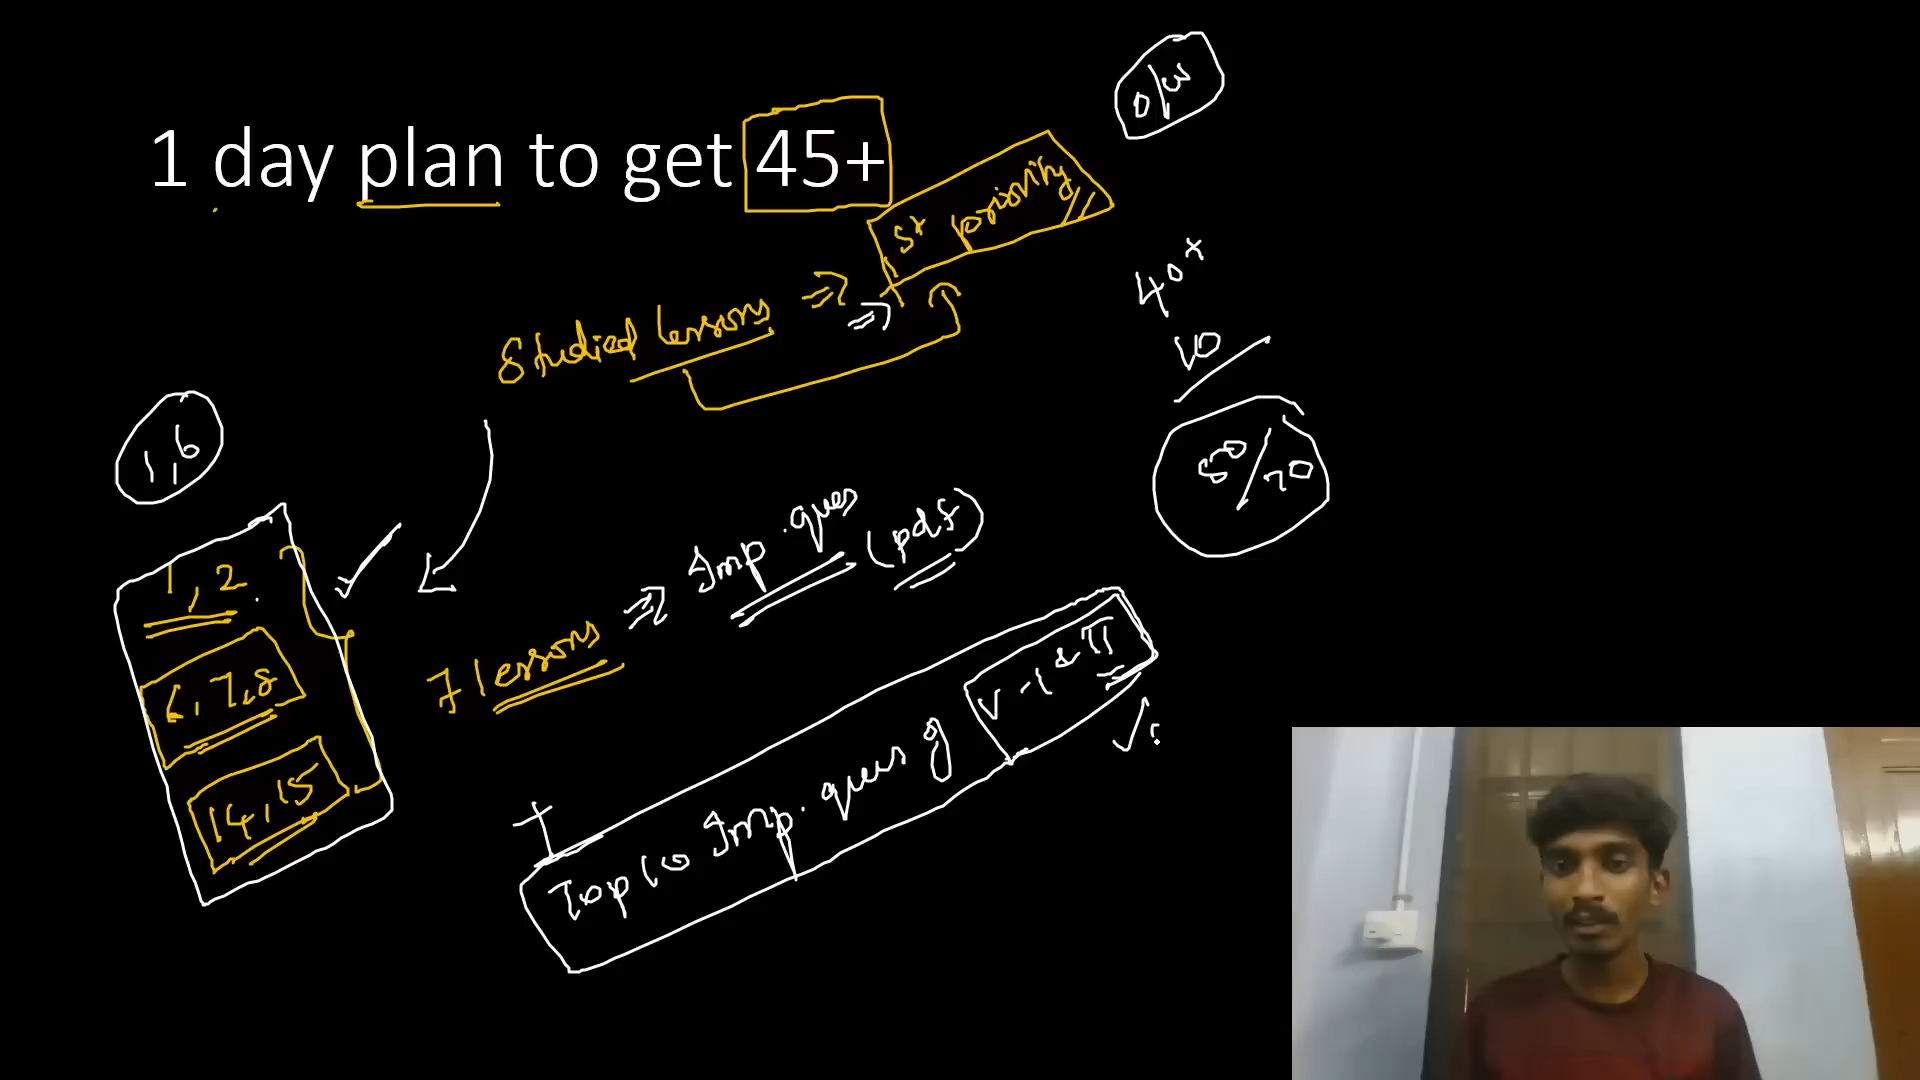 1 day plan to get 45+
o/w
1st priority
Studied lessons ⇒
⇒
40+
10
50/70
1,6
1, 2
6, 7, 8
14, 15
7 lessons ⇒ Imp. ques (pdf)
+
Top 10 Imp. ques of V-I & II